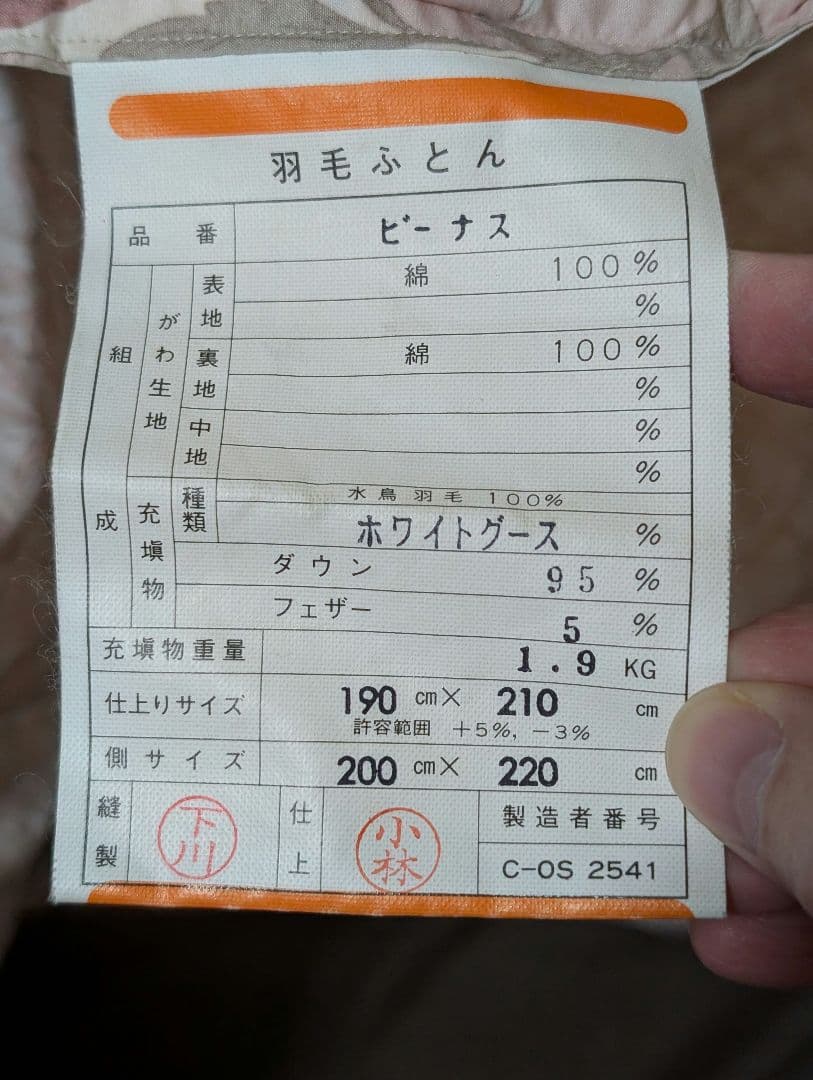 羽毛ふとん
品番 ビーナス
組成 がわ生地 表地 綿 100%
%
裏地 綿 100%
%
中地 %
%
充填物 種類 水鳥羽毛 100%
ホワイトグース %
ダウン 95 %
フェザー 5 %
充填物重量 1.9 KG
仕上りサイズ 190 cm× 210 cm
許容範囲 +5%, −3%
側サイズ 200 cm× 220 cm
縫製 下川 仕上 小林 製造者番号
C-OS 2541